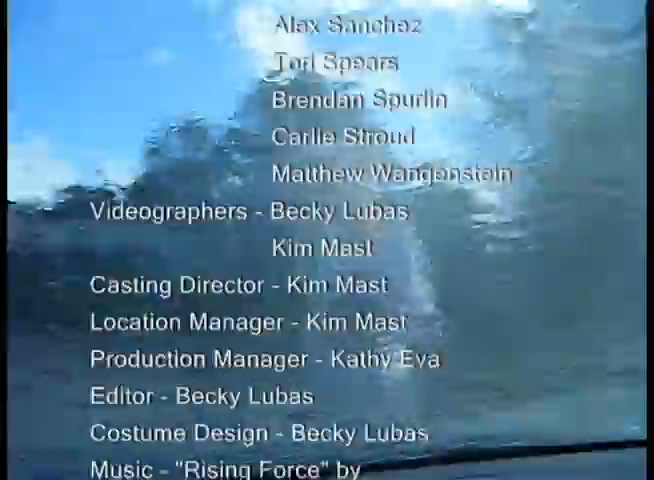 Alex Sanchez
Tori Spears
Brendan Spurlin
Carlie Stroud
Matthew Wangenstein
Videographers - Becky Lubas
Kim Mast
Casting Director - Kim Mast
Location Manager - Kim Mast
Production Manager - Kathy Eva
Editor - Becky Lubas
Costume Design - Becky Lubas
Music - "Rising Force" by